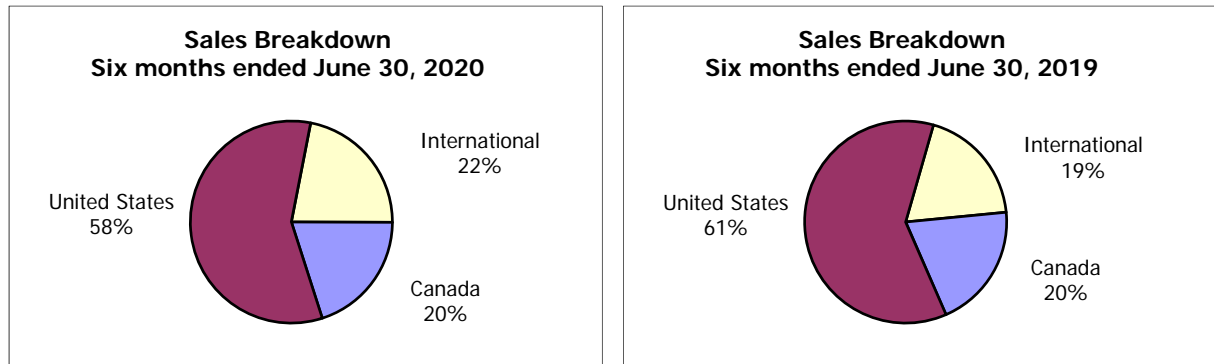 Sales Breakdown
Six months ended June 30, 2020
International
22%
United States
58%
Canada
20%
Sales Breakdown
Six months ended June 30, 2019
International
19%
United States
61%
Canada
20%